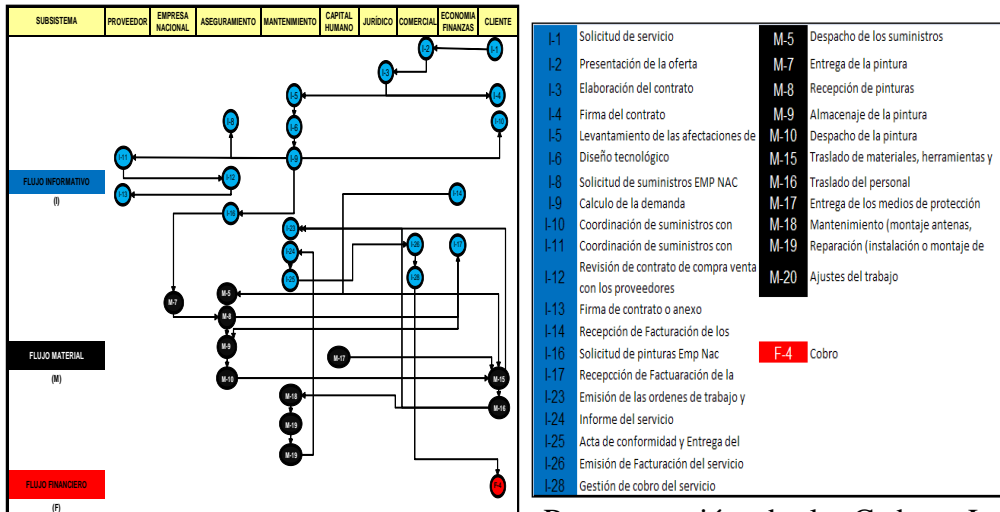 SUBSISTEMA PROVEEDOR EMPRESA NACIONAL ASEGURAMIENTO MANTENIMIENTO CAPITAL HUMANO JURÍDICO COMERCIAL ECONOMIA FINANZAS CLIENTE
I-2 I-1
I-3
I-5 I-4
I-8 I-6 I-10
I-11 I-9
I-12
FLUJO INFORMATIVO
(I)
I-13 I-14
I-16
I-23
I-24 I-26 I-17
I-25 I-28
M-5
M-7
M-8
M-9
FLUJO MATERIAL
(M)
M-17
M-10 M-15
M-18 M-16
M-19
M-19
FLUJO FINANCIERO
(F)
F-4
I-1 Solicitud de servicio
I-2 Presentación de la oferta
I-3 Elaboración del contrato
I-4 Firma del contrato
I-5 Levantamiento de las afectaciones de
I-6 Diseño tecnológico
I-8 Solicitud de suministros EMP NAC
I-9 Calculo de la demanda
I-10 Coordinación de suministros con
I-11 Coordinación de suministros con
I-12 Revisión de contrato de compra venta
con los proveedores
I-13 Firma de contrato o anexo
I-14 Recepción de Facturación de los
I-16 Solicitud de pinturas Emp Nac
I-17 Recepcción de Factuaración de la
I-23 Emisión de las ordenes de trabajo y
I-24 Informe del servicio
I-25 Acta de conformidad y Entrega del
I-26 Emisión de Facturación del servicio
I-28 Gestión de cobro del servicio
M-5 Despacho de los suministros
M-7 Entrega de la pintura
M-8 Recepción de pinturas
M-9 Almacenaje de la pintura
M-10 Despacho de la pintura
M-15 Traslado de materiales, herramientas y
M-16 Traslado del personal
M-17 Entrega de los medios de protección
M-18 Mantenimiento (montaje antenas,
M-19 Reparación (instalación o montaje de
M-20 Ajustes del trabajo
F-4 Cobro